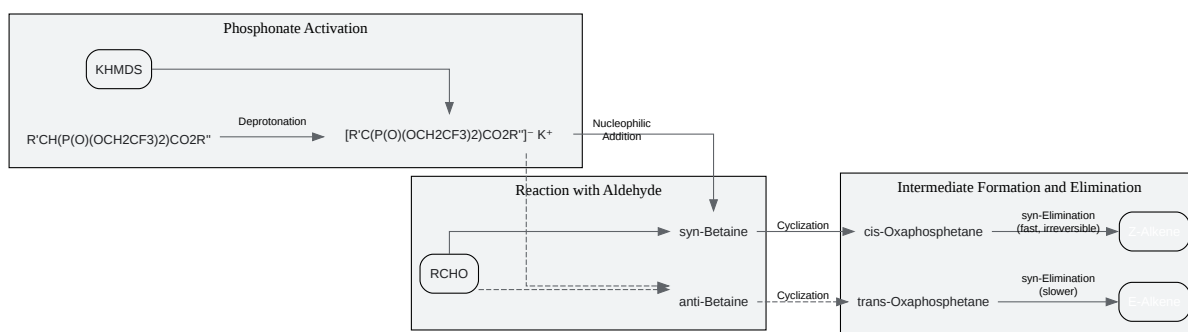 Phosphonate Activation
KHMDS
Deprotonation
R'CH(P(O)(OCH2CF3)2)CO2R"
[R'C(P(O)(OCH2CF3)2)CO2R"]⁻ K⁺
Nucleophilic
Addition
Reaction with Aldehyde
RCHO
syn-Betaine
anti-Betaine
Cyclization
Cyclization
Intermediate Formation and Elimination
cis-Oxaphosphetane
syn-Elimination
(fast, irreversible)
Z-Alkene
trans-Oxaphosphetane
syn-Elimination
(slower)
E-Alkene